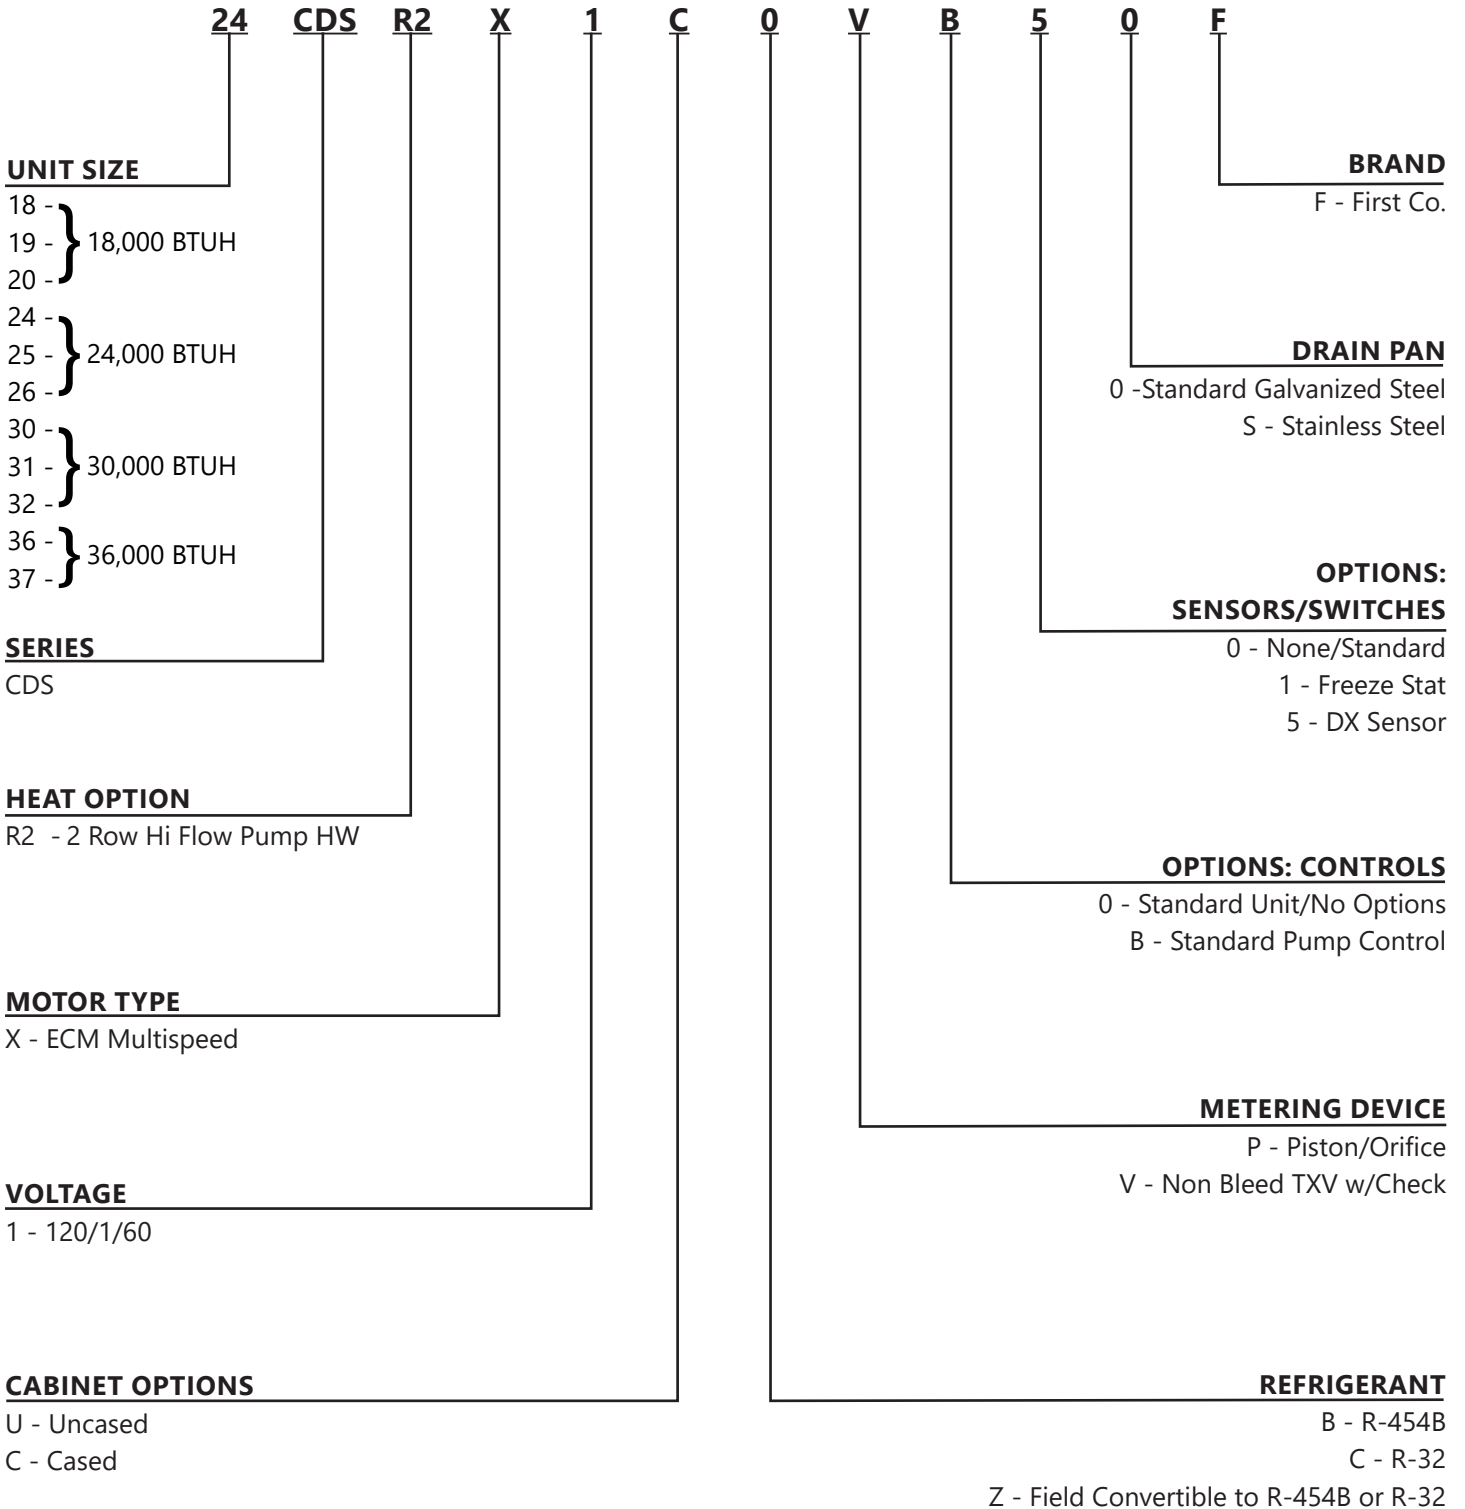 24 CDS R2 X 1 C 0 V B 5 0 F
UNIT SIZE
18 -
19 - 18,000 BTUH
20 -
24 -
25 - 24,000 BTUH
26 -
30 -
31 - 30,000 BTUH
32 -
36 -
36,000 BTUH
37 -
SERIES
CDS
HEAT OPTION
R2 - 2 Row Hi Flow Pump HW
MOTOR TYPE
X - ECM Multispeed
VOLTAGE
1 - 120/1/60
CABINET OPTIONS
U - Uncased
C - Cased
BRAND
F - First Co.
DRAIN PAN
0 -Standard Galvanized Steel
S - Stainless Steel
OPTIONS:
SENSORS/SWITCHES
0 - None/Standard
1 - Freeze Stat
5 - DX Sensor
OPTIONS: CONTROLS
0 - Standard Unit/No Options
B - Standard Pump Control
METERING DEVICE
P - Piston/Orifice
V - Non Bleed TXV w/Check
REFRIGERANT
B - R-454B
C - R-32
Z - Field Convertible to R-454B or R-32